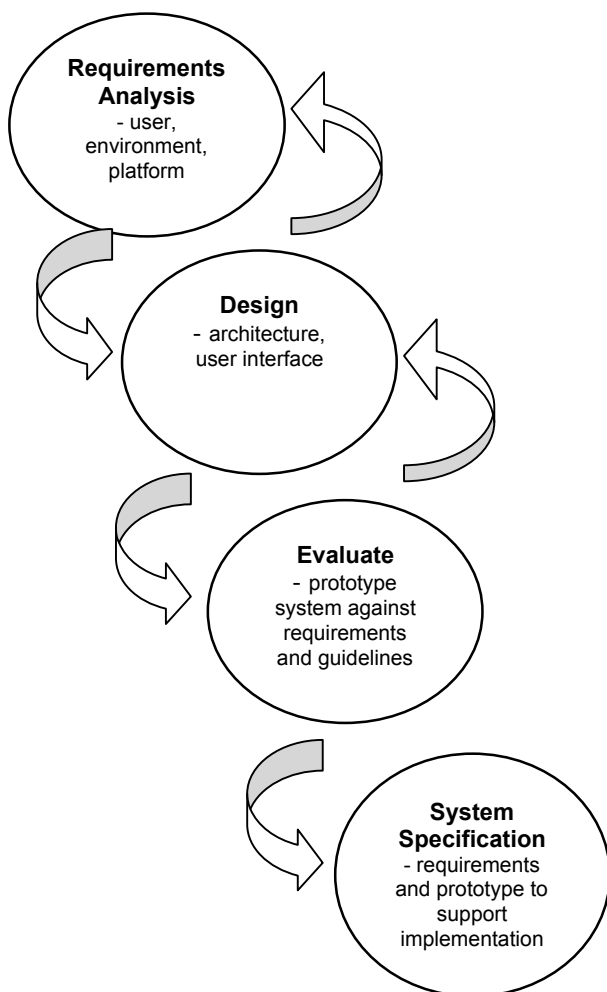 Requirements
Analysis
- user,
environment,
platform
Design
- architecture,
user interface
Evaluate
- prototype
system against
requirements
and guidelines
System
Specification
- requirements
and prototype to
support
implementation